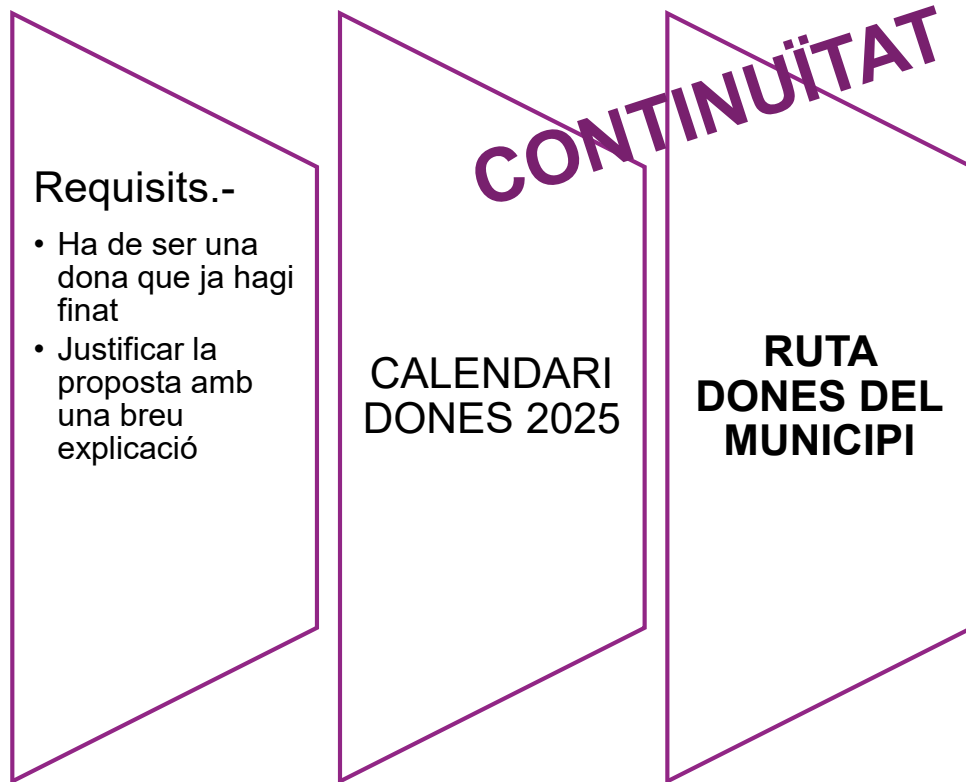 CONTINUÏTAT
Requisits.-
• Ha de ser una
dona que ja hagi
finat
• Justificar la
proposta amb
una breu
explicació
CALENDARI
DONES 2025
RUTA
DONES DEL
MUNICIPI